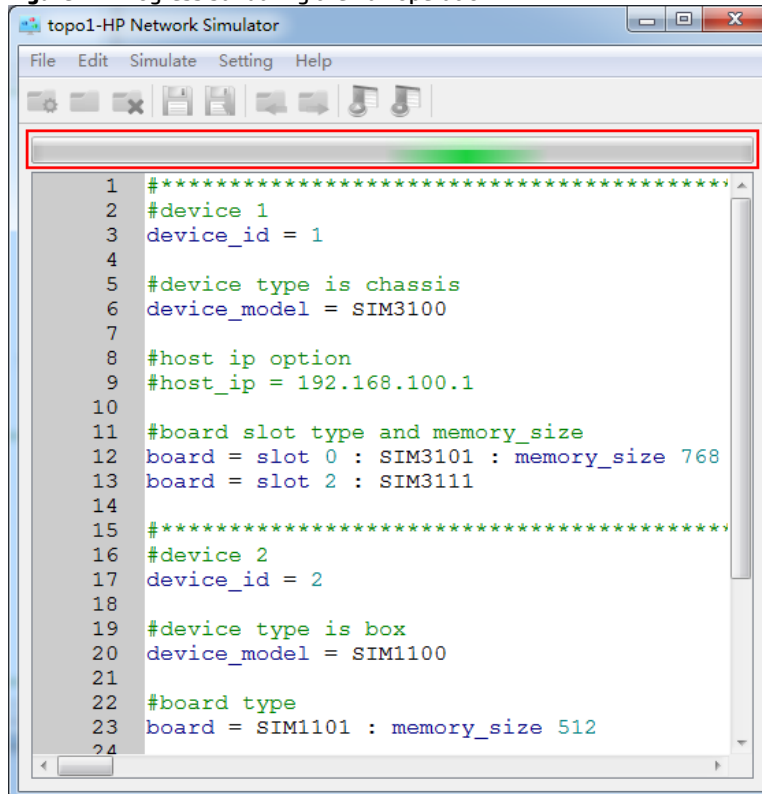 topo1-HP Network Simulator
File Edit Simulate Setting Help
1 #******************************************
2 #device 1
3 device_id = 1
4
5 #device type is chassis
6 device_model = SIM3100
7
8 #host ip option
9 #host_ip = 192.168.100.1
10
11 #board slot type and memory_size
12 board = slot 0 : SIM3101 : memory_size 768
13 board = slot 2 : SIM3111
14
15 #******************************************
16 #device 2
17 device_id = 2
18
19 #device type is box
20 device_model = SIM1100
21
22 #board type
23 board = SIM1101 : memory_size 512
24